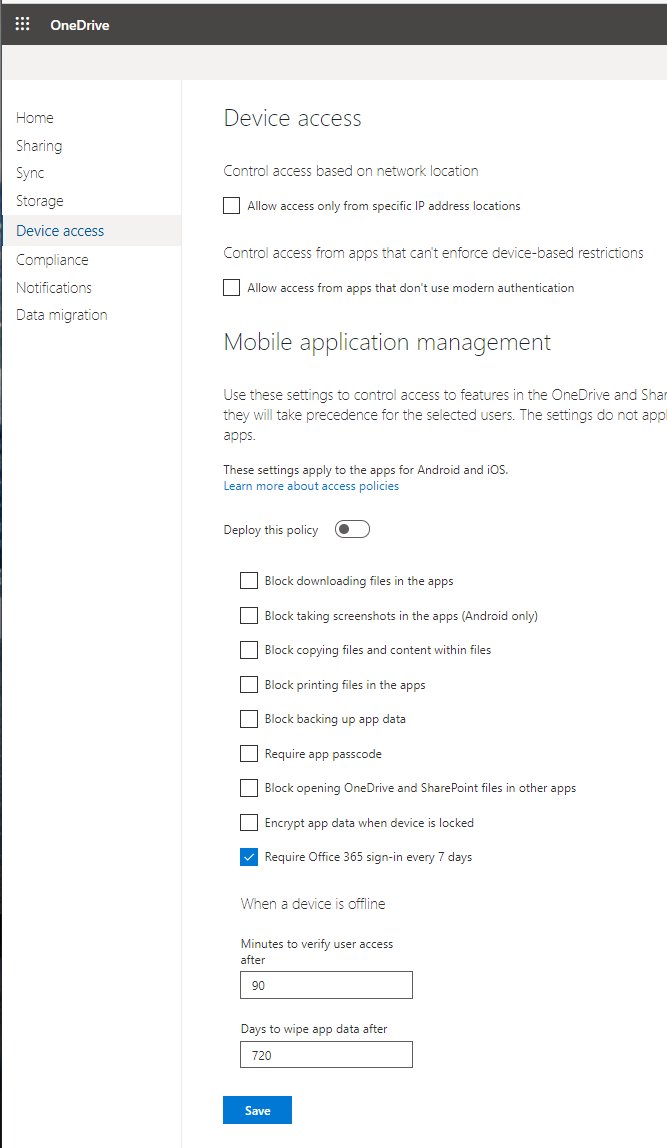 OneDrive
Home
Sharing
Sync
Storage
Device access
Compliance
Notifications
Data migration
Device access
Control access based on network location
Allow access only from specific IP address locations
Control access from apps that can't enforce device-based restrictions
Allow access from apps that don't use modern authentication
Mobile application management
Use these settings to control access to features in the OneDrive and Shar
they will take precedence for the selected users. The settings do not appl
apps.
These settings apply to the apps for Android and iOS.
Learn more about access policies
Deploy this policy
Block downloading files in the apps
Block taking screenshots in the apps (Android only)
Block copying files and content within files
Block printing files in the apps
Block backing up app data
Require app passcode
Block opening OneDrive and SharePoint files in other apps
Encrypt app data when device is locked
Require Office 365 sign-in every 7 days
When a device is offline
Minutes to verify user access
after
90
Days to wipe app data after
720
Save